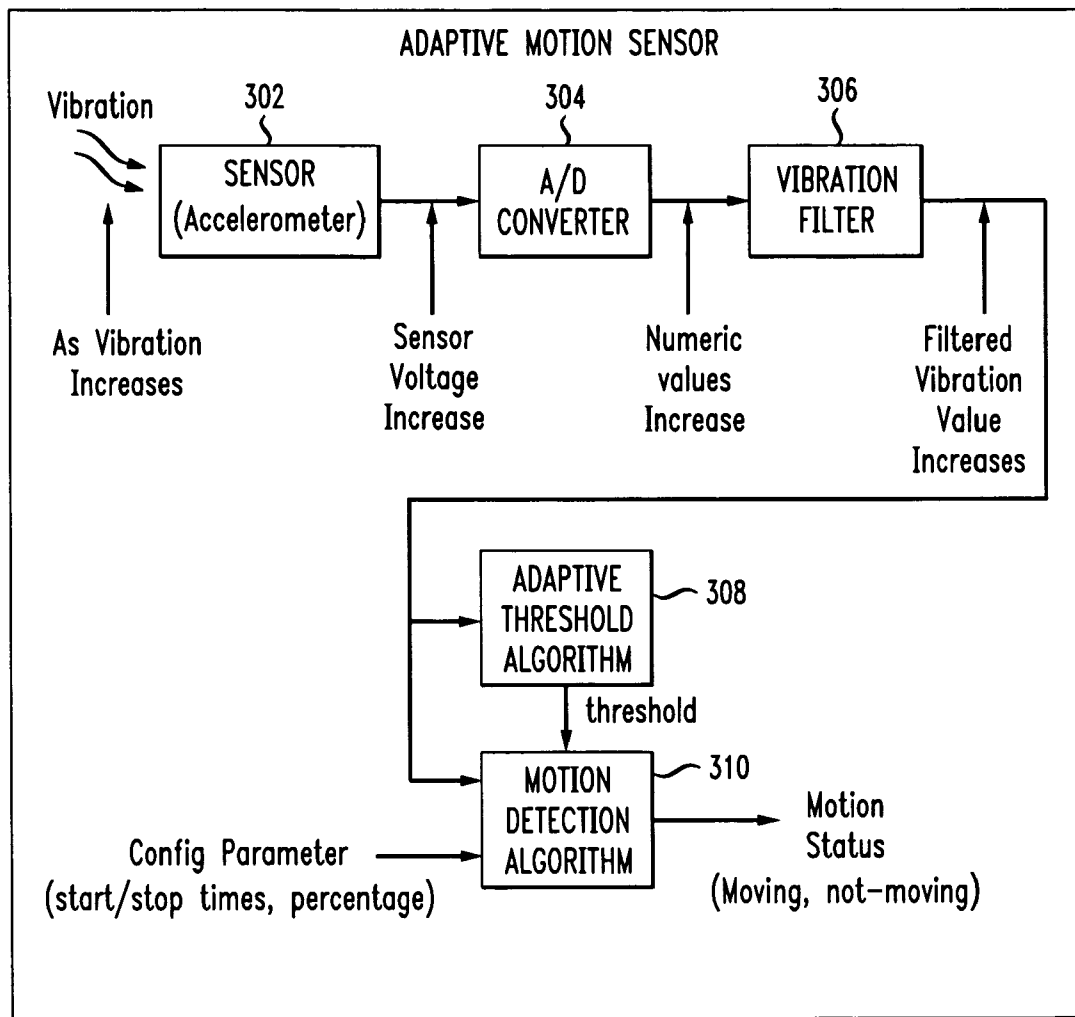 ADAPTIVE MOTION SENSOR
Vibration
302
304
306
SENSOR
(Accelerometer)
A/D
CONVERTER
VIBRATION
FILTER
As Vibration
Increases
Sensor
Voltage
Increase
Numeric
values
Increase
Filtered
Vibration
Value
Increases
ADAPTIVE
THRESHOLD
ALGORITHM
308
threshold
MOTION
DETECTION
ALGORITHM
310
Config Parameter
(start/stop times, percentage)
Motion
Status
(Moving, not-moving)